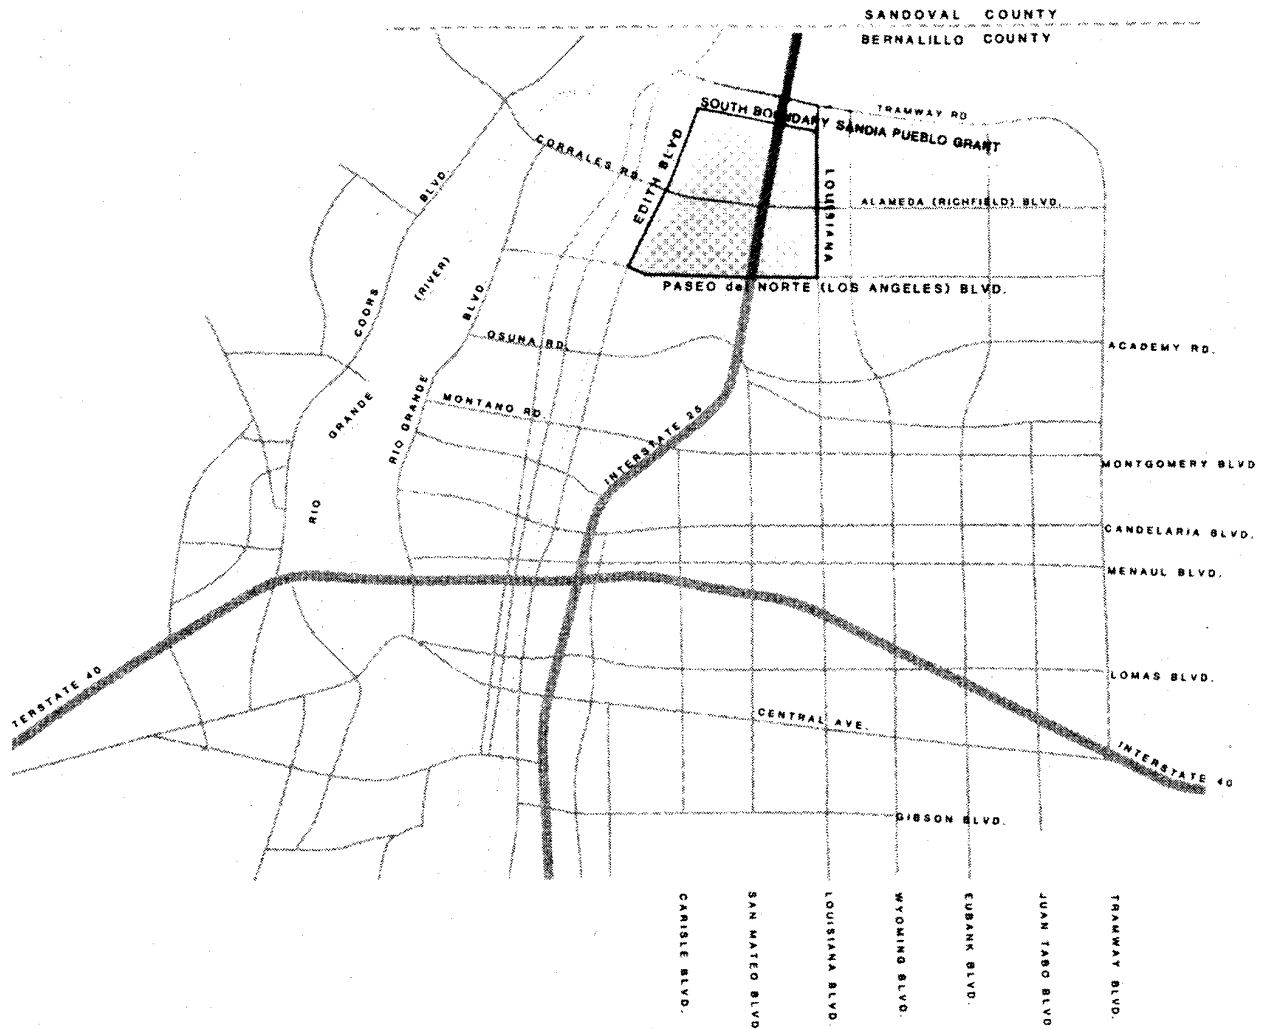 SANDOVAL COUNTY
BERNALILLO COUNTY
TRAMWAY RD
SOUTH BOUNDARY SANDIA PUEBLO GRANT
EDITH BLVD
CORRALES RD.
LOUISIANA
ALAMEDA (RICHFIELD) BLVD.
BLVD.
COORS
(RIVER)
GRANDE
RIO
BLVD.
RIO GRANDE
PASEO del NORTE (LOS ANGELES) BLVD.
OSUNA RD.
ACADEMY RD.
MONTANO RD.
INTERSTATE 25
MONTGOMERY BLVD
CANDELARIA BLVD.
MENAUL BLVD.
TERSTATE 40
LOMAS BLVD.
CENTRAL AVE.
INTERSTATE 40
GIBSON BLVD.
CARISLE BLVD.
SAN MATEO BLVD
LOUISIANA BLVD.
WYOMING BLVD.
EUBANK BLVD.
JUAN TABO BLVD
TRAMWAY BLVD.